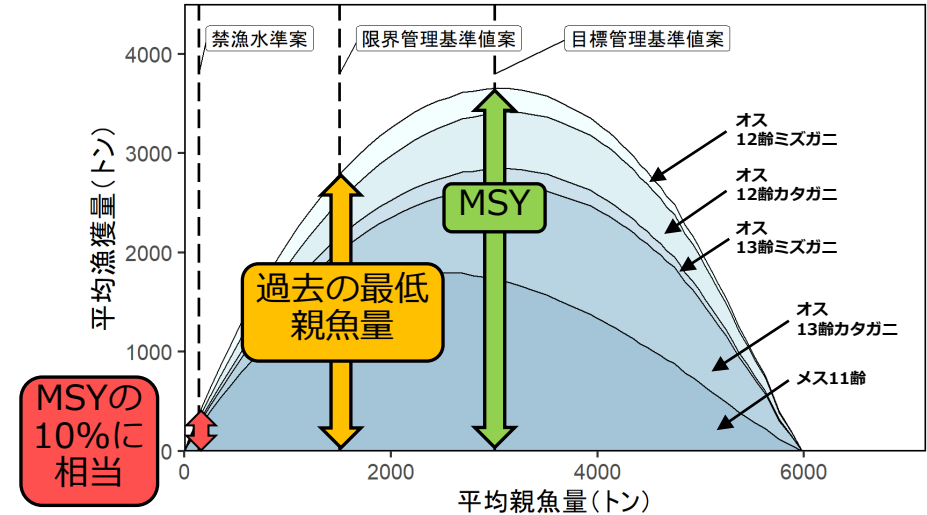 禁漁水準案
限界管理基準値案
目標管理基準値案
平均漁獲量(トン)
4000
3000
2000
1000
0
オス
12齢ミズガニ
オス
12齢カタガニ
オス
13齢ミズガニ
オス
13齢カタガニ
メス11齢
MSY
過去の最低
親魚量
MSYの
10%に
相当
0
2000
4000
6000
平均親魚量(トン)